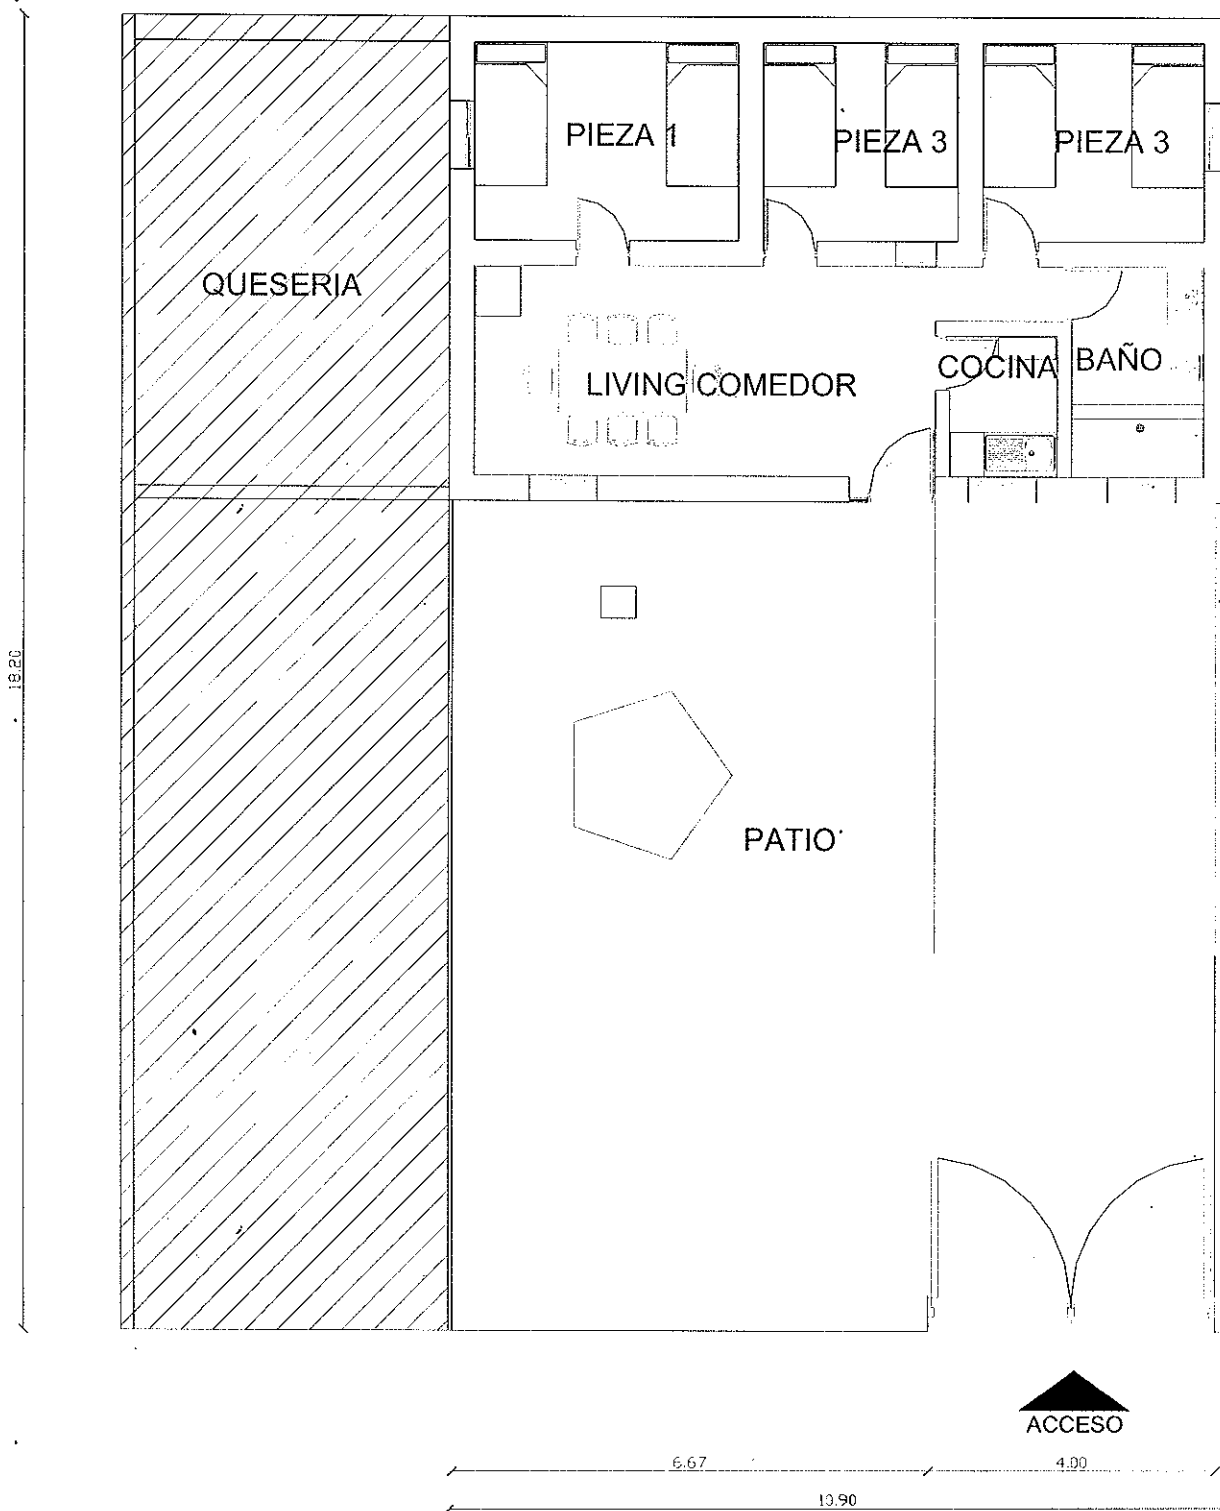 PIEZA 1
PIEZA 3
PIEZA 3
QUESERIA
LIVING COMEDOR
COCINA
BAÑO
18.20
PATIO
ACCESO
6.67
4.00
10.90